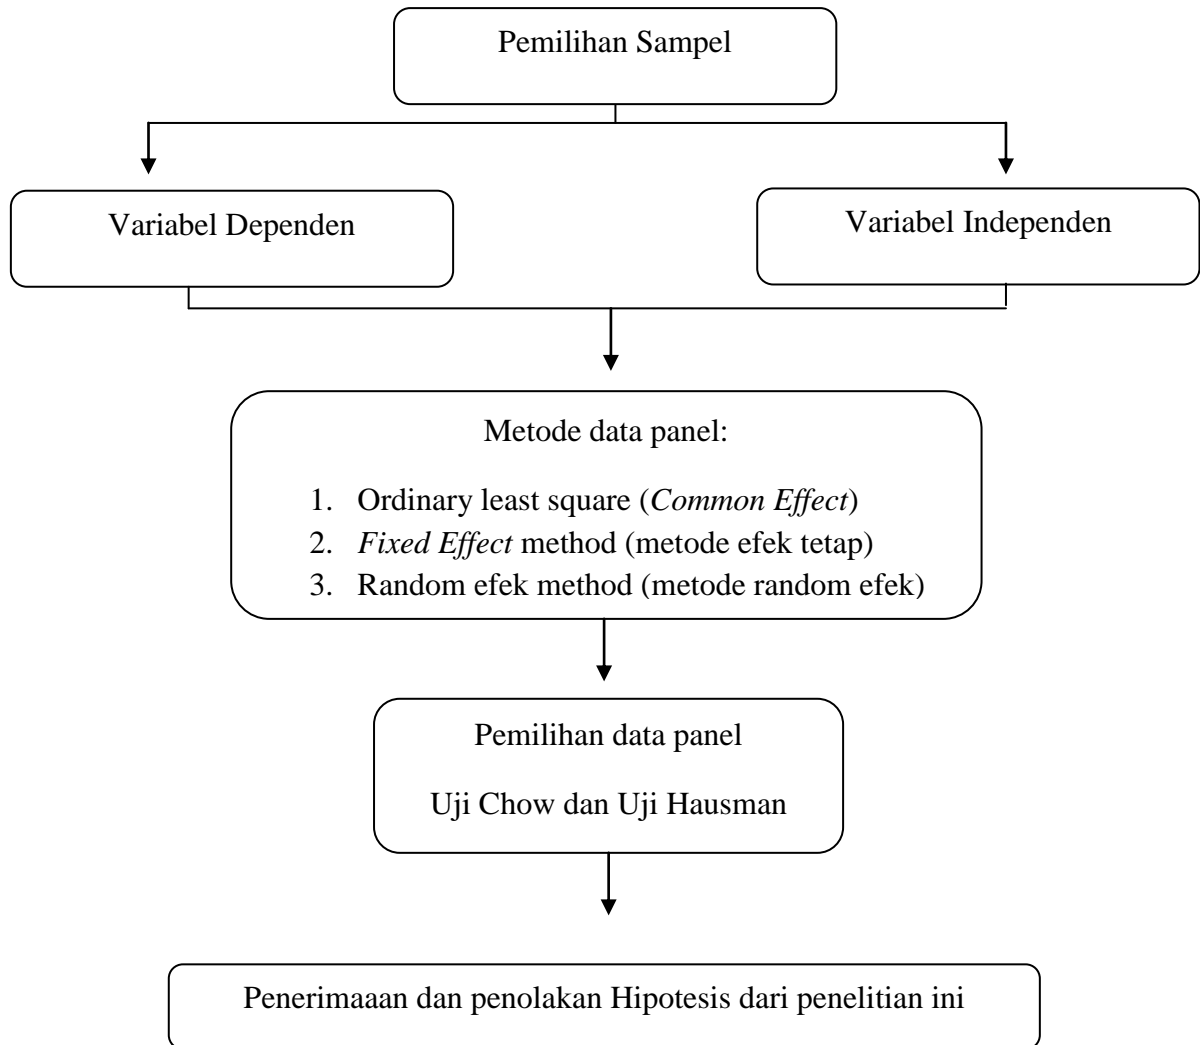 Pemilihan Sampel
Variabel Dependen
Variabel Independen
Metode data panel:
1. Ordinary least square (Common Effect)
2. Fixed Effect method (metode efek tetap)
3. Random efek method (metode random efek)
Pemilihan data panel
Uji Chow dan Uji Hausman
Penerimaaan dan penolakan Hipotesis dari penelitian ini